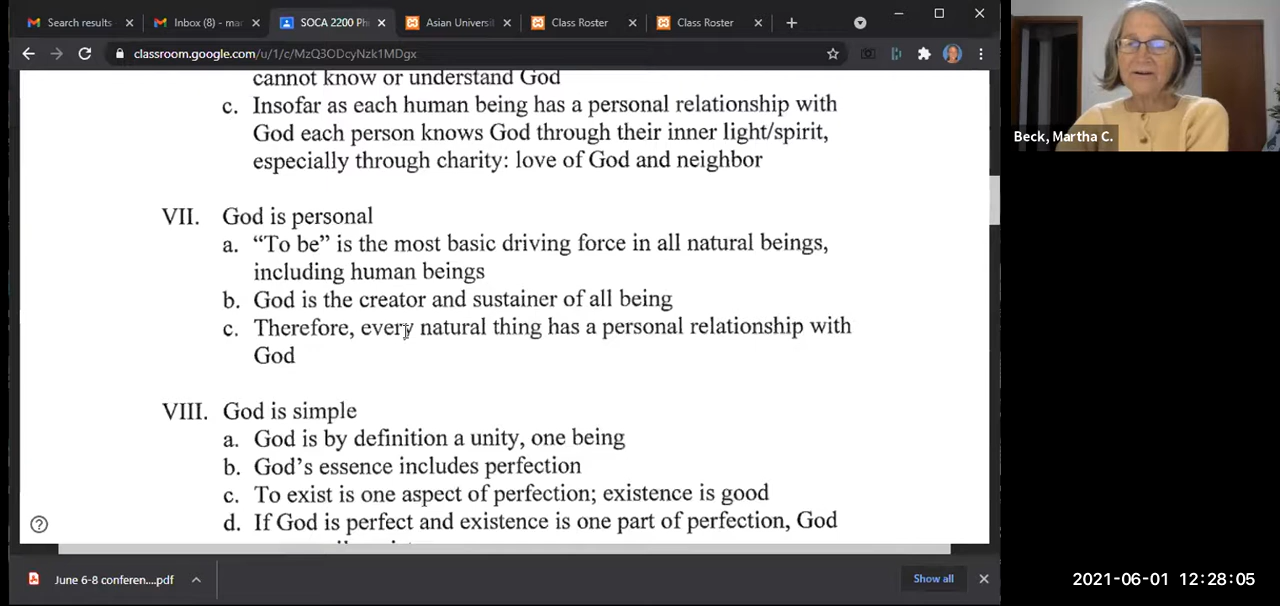 Search results
Inbox (8) - mar
SOCA 2200 Ph
Asian Universit
Class Roster
Class Roster
classroom.google.com/u/1/c/MzQ3ODcyNzk1MDgx
cannot know or understand God
c. Insofar as each human being has a personal relationship with
God each person knows God through their inner light/spirit,
especially through charity: love of God and neighbor
VII. God is personal
a. “To be” is the most basic driving force in all natural beings,
including human beings
b. God is the creator and sustainer of all being
c. Therefore, every natural thing has a personal relationship with
God
VIII. God is simple
a. God is by definition a unity, one being
b. God’s essence includes perfection
c. To exist is one aspect of perfection; existence is good
d. If God is perfect and existence is one part of perfection, God
June 6-8 conferen....pdf
Show all
Beck, Martha C.
2021-06-01 12:28:05